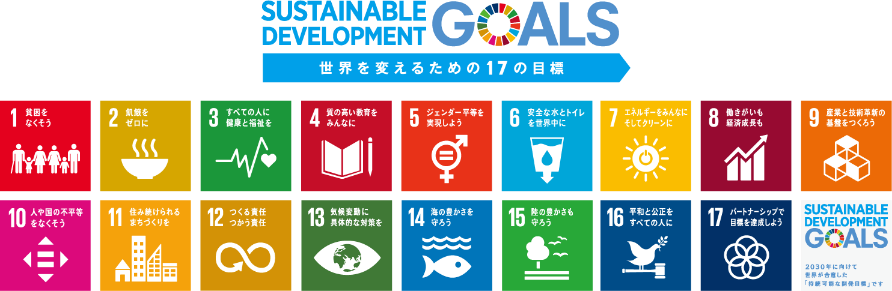 SUSTAINABLE
DEVELOPMENT
GOALS
世界を変えるための17の目標
1 貧困を
なくそう
2 飢餓を
ゼロに
3 すべての人に
健康と福祉を
4 質の高い教育を
みんなに
5 ジェンダー平等を
実現しよう
6 安全な水とトイレ
を世界中に
7 エネルギーをみんなに
そしてクリーンに
8 働きがいも
経済成長も
9 産業と技術革新の
基盤をつくろう
10 人や国の不平等
をなくそう
11 住み続けられる
まちづくりを
12 つくる責任
つかう責任
13 気候変動に
具体的な対策を
14 海の豊かさを
守ろう
15 陸の豊かさも
守ろう
16 平和と公正を
すべての人に
17 パートナーシップで
目標を達成しよう
SUSTAINABLE
DEVELOPMENT
GOALS
2030年に向けて
世界が合意した
「持続可能な開発目標」です